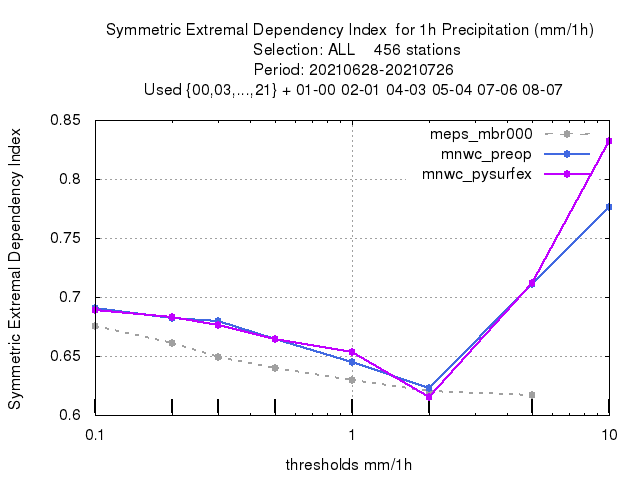 Symmetric Extremal Dependency Index  for 1h Precipitation (mm/1h)
Selection: ALL    456 stations
Period: 20210628-20210726
Used {00,03,...,21} + 01-00 02-01 04-03 05-04 07-06 08-07
Symmetric Extremal Dependency Index
0.85
0.8
0.75
0.7
0.65
0.6
meps_mbr000
mnwc_preop
mnwc_pysurfex
0.1
1
10
thresholds mm/1h